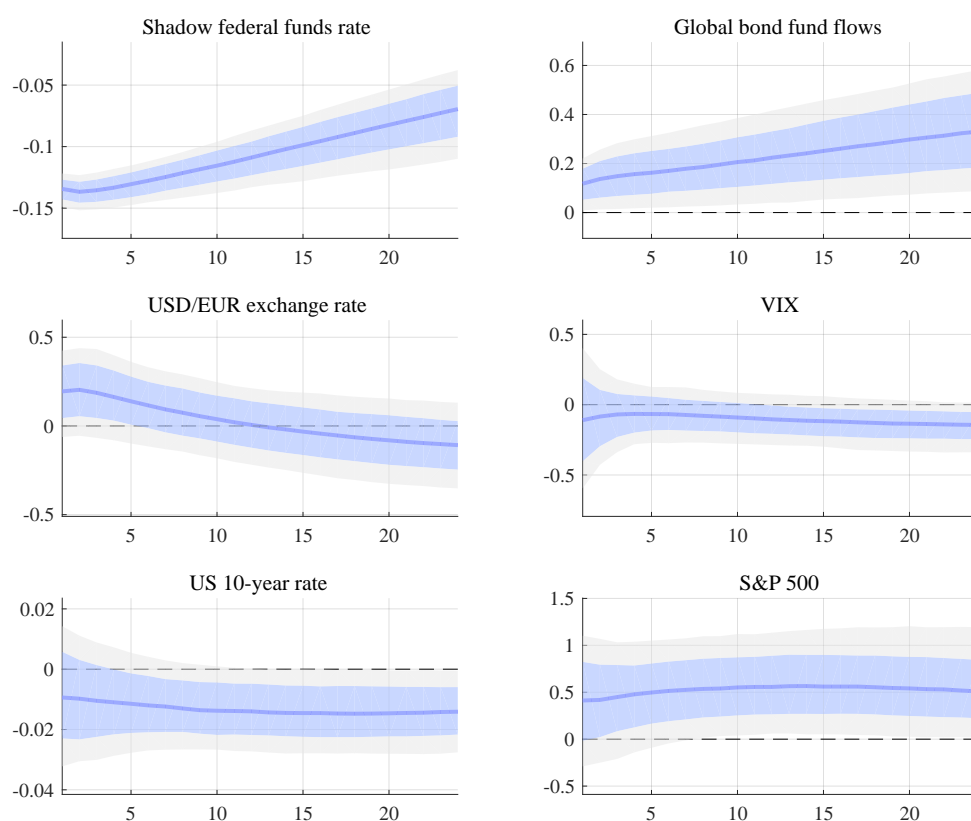 Shadow federal funds rate
-0.05
-0.1
-0.15
5 10 15 20
Global bond fund flows
0.6
0.4
0.2
0
5 10 15 20
USD/EUR exchange rate
0.5
0
-0.5
5 10 15 20
VIX
0.5
0
-0.5
5 10 15 20
US 10-year rate
0.02
0
-0.02
-0.04
5 10 15 20
S&P 500
1.5
1
0.5
0
-0.5
5 10 15 20